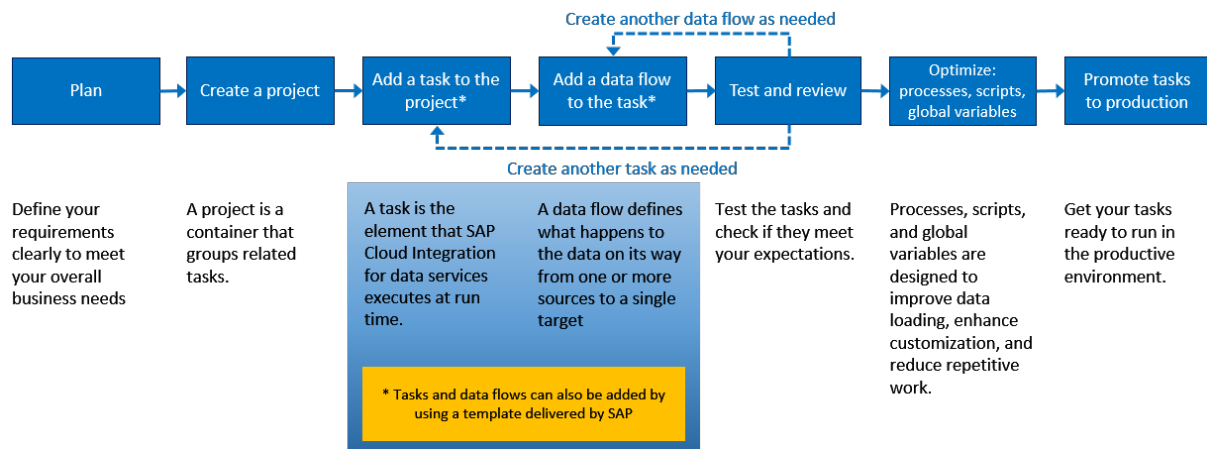 Create another data flow as needed
Plan
Create a project
Add a task to the
project*
Add a data flow
to the task*
Test and review
Optimize:
processes, scripts,
global variables
Promote tasks
to production
Create another task as needed
Define your
requirements
clearly to meet
your overall
business needs
A project is a
container that
groups related
tasks.
A task is the
element that SAP
Cloud Integration
for data services
executes at run
time.
A data flow defines
what happens to
the data on its way
from one or more
sources to a single
target
* Tasks and data flows can also be added by
using a template delivered by SAP
Test the tasks and
check if they meet
your expectations.
Processes, scripts,
and global
variables are
designed to
improve data
loading, enhance
customization, and
reduce repetitive
work.
Get your tasks
ready to run in
the productive
environment.